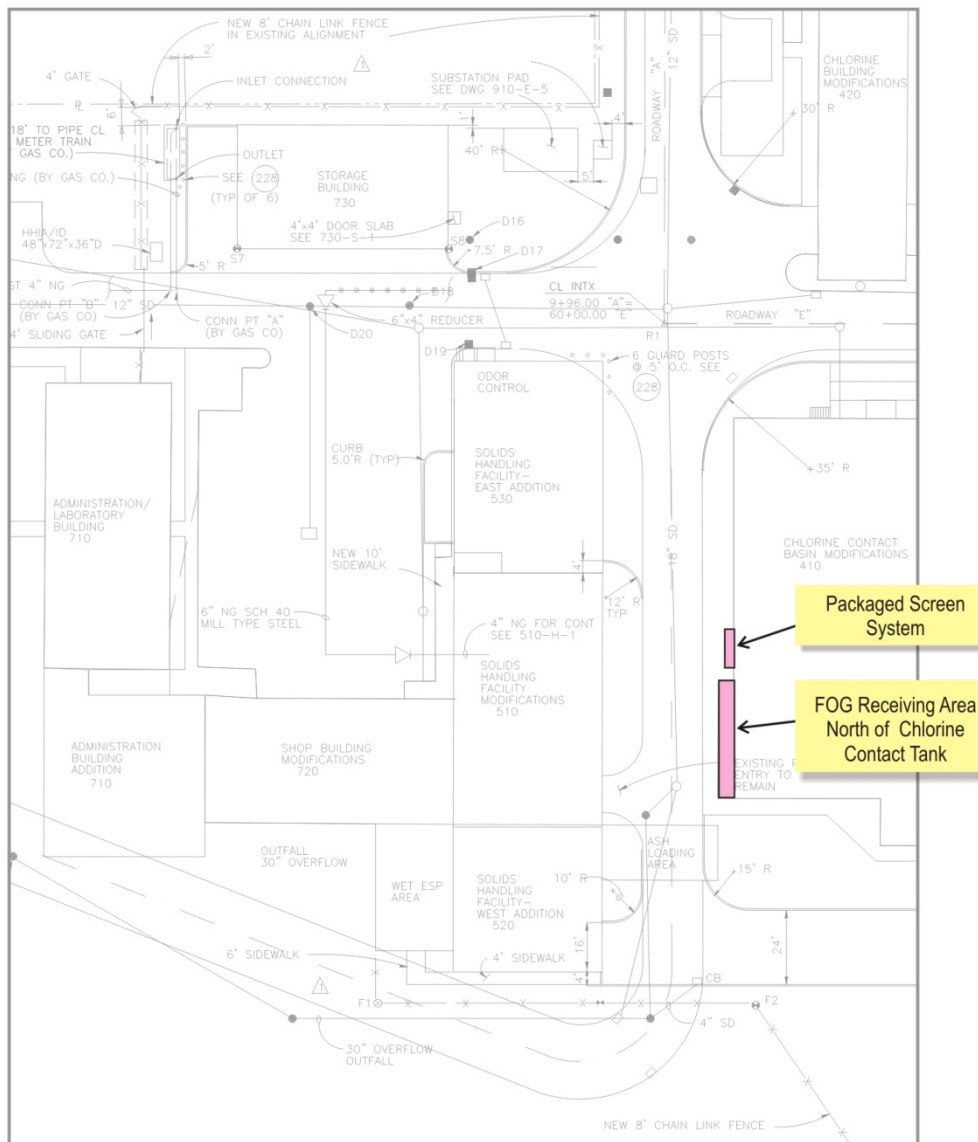 NEW 8' CHAIN LINK FENCE
IN EXISTING ALIGNMENT
2'
4' GATE
INLET CONNECTION
6'
18' TO PIPE CL
METER TRAIN
GAS CO.)
NG (BY GAS CO.)
OUTLET
SEE 228
(TYP OF 6)
HHIA/ID
48"x72"x36"D
STORAGE
BUILDING
730
4'x4' DOOR SLAB
SEE 730-S-1
SUBSTATION PAD
SEE DWG 910-E-5
1'
4'
40' R
5'
ROADWAY "A"
12" SD
CHLORINE
BUILDING
MODIFICATIONS
420
30' R
D16
S7
S8
7.5' R
D17
5' R
ST 4" NG
CONN PT "B"
(BY GAS CO)
12" SD
4' SLIDING GATE
CONN PT "A"
(BY GAS CO)
D18
6"x4" REDUCER
D20
CL INTX
9+96.00 "A"=
60+00.00 "E"
R1
ROADWAY "E"
D19
ODOR
CONTROL
6 GUARD POSTS
@ 5' O.C. SEE
228
CURB
5.0'R (TYP)
SOLIDS
HANDLING
FACILITY-
EAST ADDITION
530
35' R
ADMINISTRATION/
LABORATORY
BUILDING
710
18" SD
CHLORINE CONTACT
BASIN MODIFICATIONS
410
NEW 10'
SIDEWALK
4'
12' R
TYP
6" NG SCH 40
MILL TYPE STEEL
4" NG FOR CONT
SEE 510-H-1
Packaged Screen
System
SOLIDS
HANDLING
FACILITY
MODIFICATIONS
510
FOG Receiving Area
North of Chlorine
Contact Tank
ADMINISTRATION
BUILDING
ADDITION
710
SHOP BUILDING
MODIFICATIONS
720
EXISTING
ENTRY TO
REMAIN
OUTFALL
30" OVERFLOW
WET ESP
AREA
SOLIDS
HANDLING
FACILITY-
WEST ADDITION
520
ASH
LOADING
AREA
10' R
15' R
16'
24'
6' SIDEWALK
4' SIDEWALK
4'
CB
1
F1
F2
4" SD
30" OVERFLOW
OUTFALL
NEW 8' CHAIN LINK FENCE